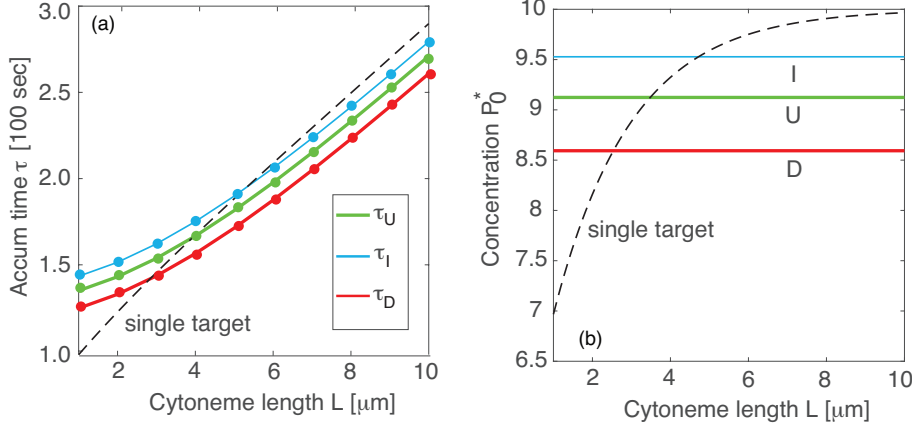 (a)
Accum time τ [100 sec]
3.0
2.5
2.0
1.5
1.0
single target
τU
τI
τD
2
4
6
8
10
Cytoneme length L [μm]
Concentration P0*
10
9.5
9
8.5
8
7.5
7
6.5
I
U
D
single target
(b)
2
4
6
8
10
Cytoneme length L [μm]